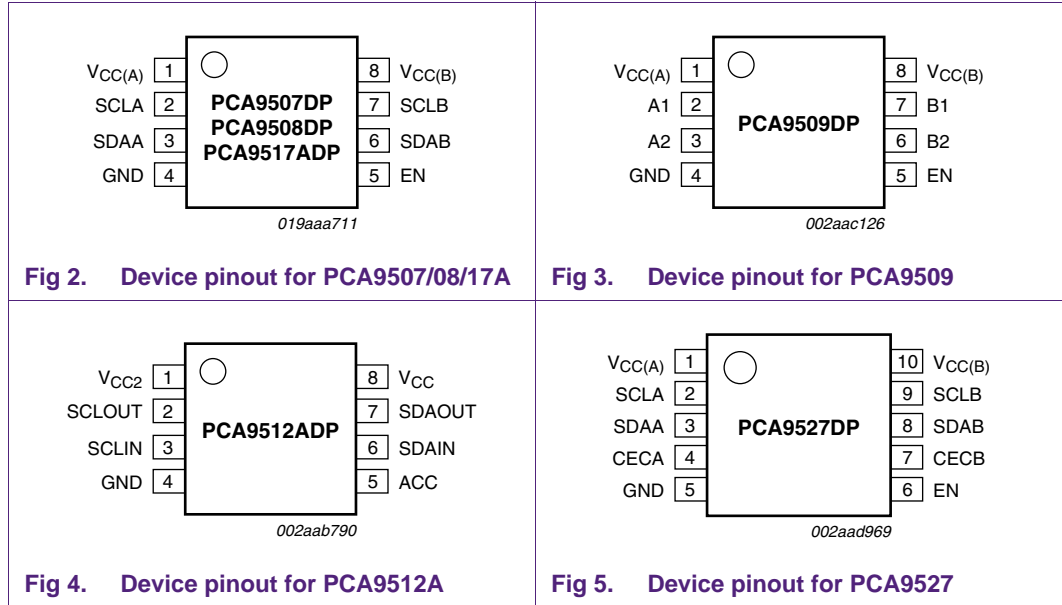 VCC(A) 1 8 VCC(B)
SCLA 2 PCA9507DP 7 SCLB
PCA9508DP
SDAA 3 PCA9517ADP 6 SDAB
GND 4 5 EN
019aaa711
Fig 2. Device pinout for PCA9507/08/17A
VCC(A) 1 8 VCC(B)
A1 2 7 B1
PCA9509DP
A2 3 6 B2
GND 4 5 EN
002aac126
Fig 3. Device pinout for PCA9509
VCC2 1 8 VCC
SCLOUT 2 7 SDAOUT
PCA9512ADP
SCLIN 3 6 SDAIN
GND 4 5 ACC
002aab790
Fig 4. Device pinout for PCA9512A
VCC(A) 1 10 VCC(B)
SCLA 2 9 SCLB
SDAA 3 PCA9527DP 8 SDAB
CECA 4 7 CECB
GND 5 6 EN
002aad969
Fig 5. Device pinout for PCA9527